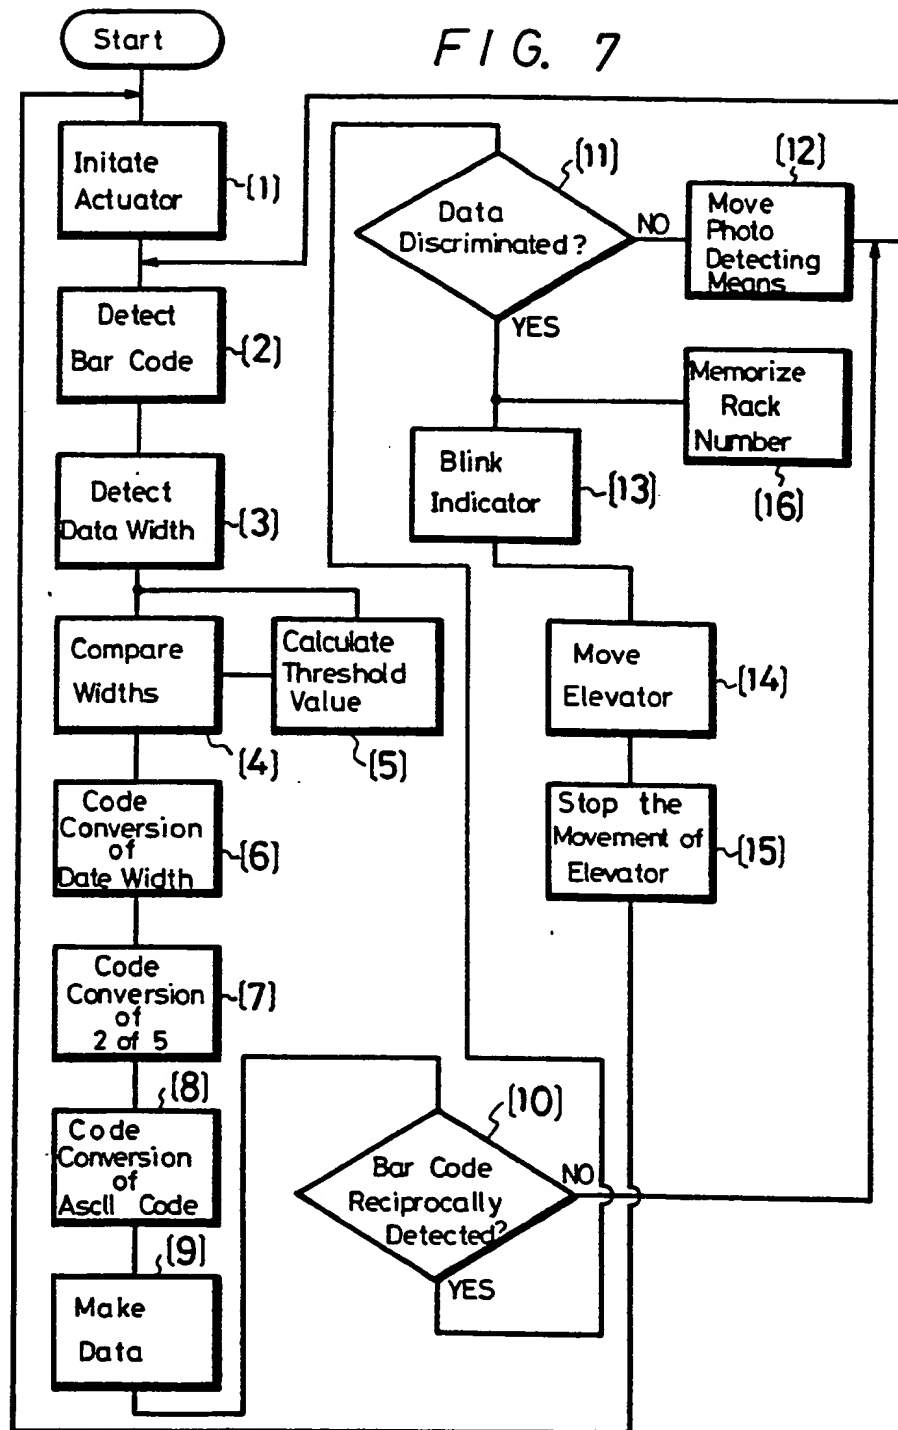 FIG. 7
Start
Initate
Actuator
(1)
Detect
Bar Code
(2)
Detect
Data Width
(3)
Compare
Widths
(4)
Calculate
Threshold
Value
(5)
Code
Conversion
of
Date Width
(6)
Code
Conversion
of
2 of 5
(7)
(8)
Code
Conversion
of
AscII Code
(9)
Make
Data
(10)
Bar Code
Reciprocally
Detected?
NO
YES
(11)
Data
Discriminated?
NO
YES
(12)
Move
Photo
Detecting
Means
Memorize
Rack
Number
(16)
Blink
Indicator
(13)
Move
Elevator
(14)
Stop the
Movement of
Elevator
(15)